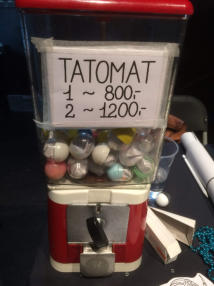 TATOMAT
1 ~ 800,-
2 ~ 1200,-